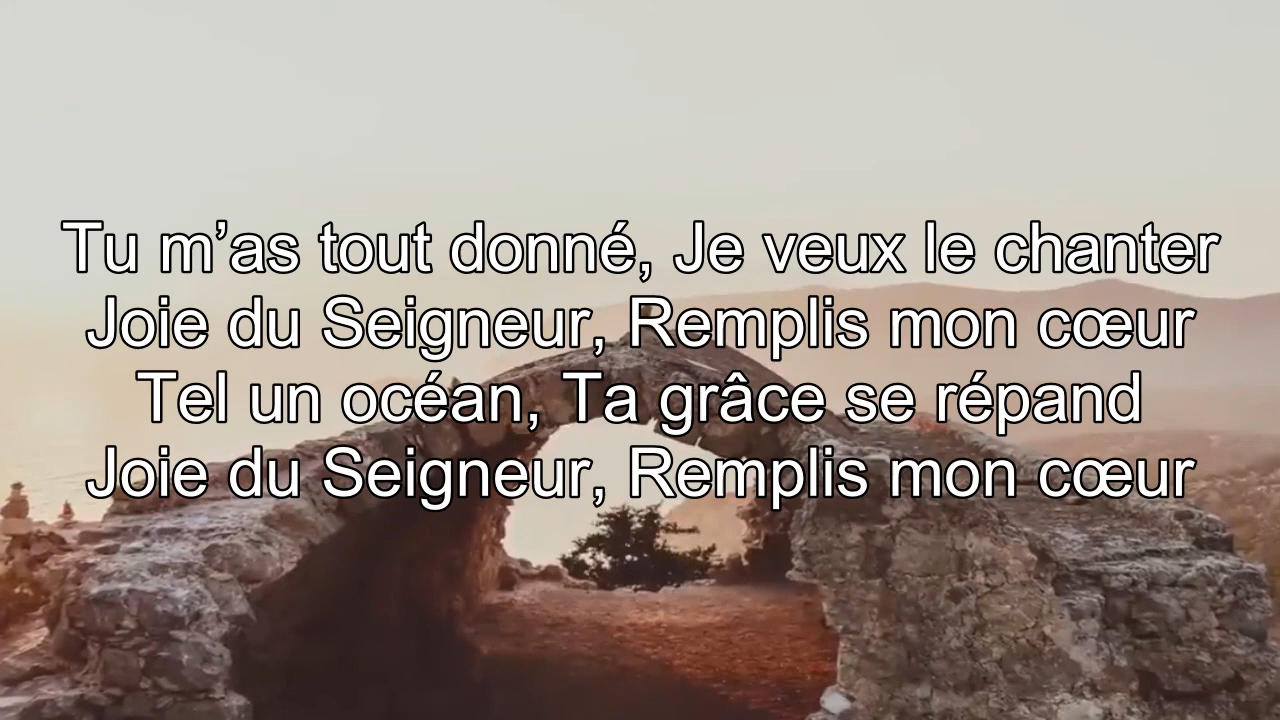 Tu m’as tout donné, Je veux le chanter
Joie du Seigneur, Remplis mon cœur
Tel un océan, Ta grâce se répand
Joie du Seigneur, Remplis mon cœur